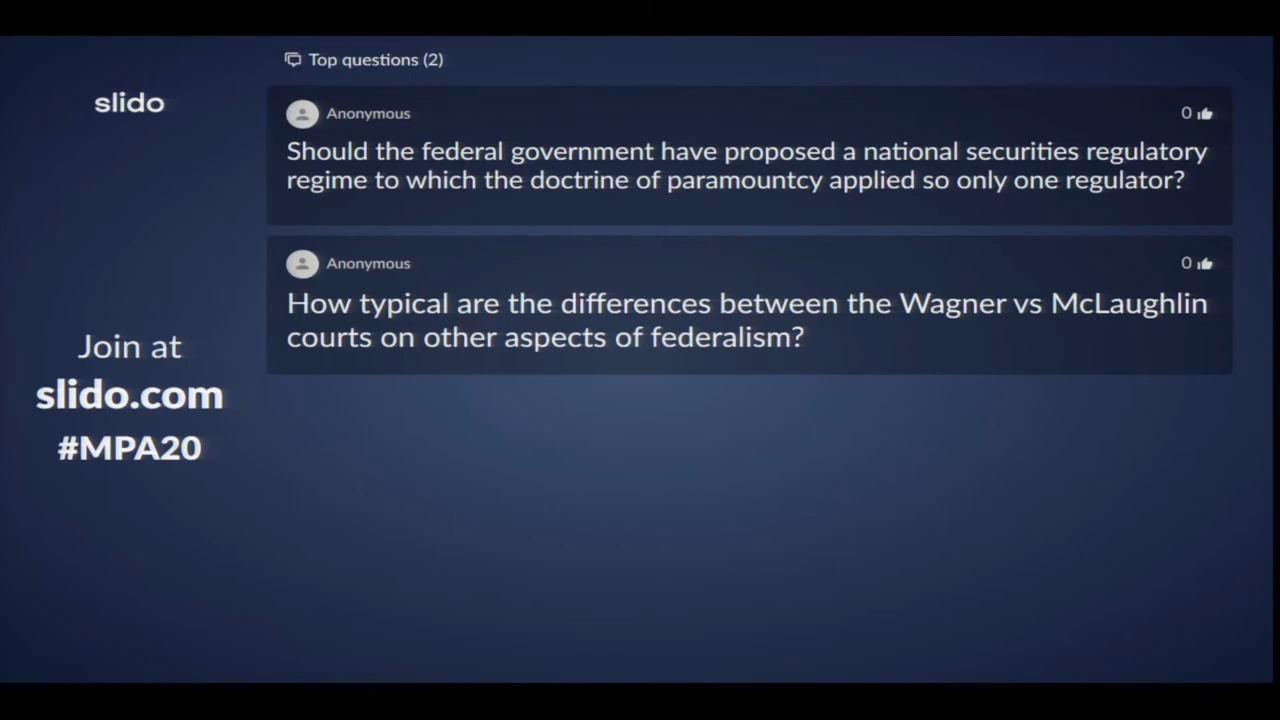 Top questions (2)
slido
Anonymous
0
Should the federal government have proposed a national securities regulatory
regime to which the doctrine of paramountcy applied so only one regulator?
Anonymous
0
How typical are the differences between the Wagner vs McLaughlin
courts on other aspects of federalism?
Join at
slido.com
#MPA20